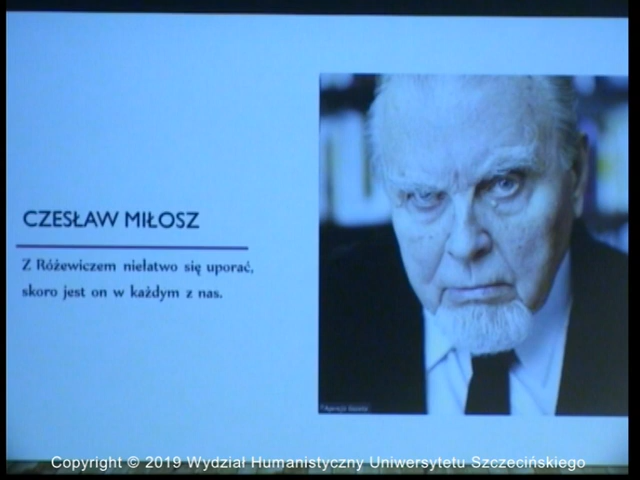 CZESŁAW MIŁOSZ
Z Różewiczem niełatwo się uporać,
skoro jest on w każdym z nas.
Copyright © 2019 Wydział Humanistyczny Uniwersytetu Szczecińskiego